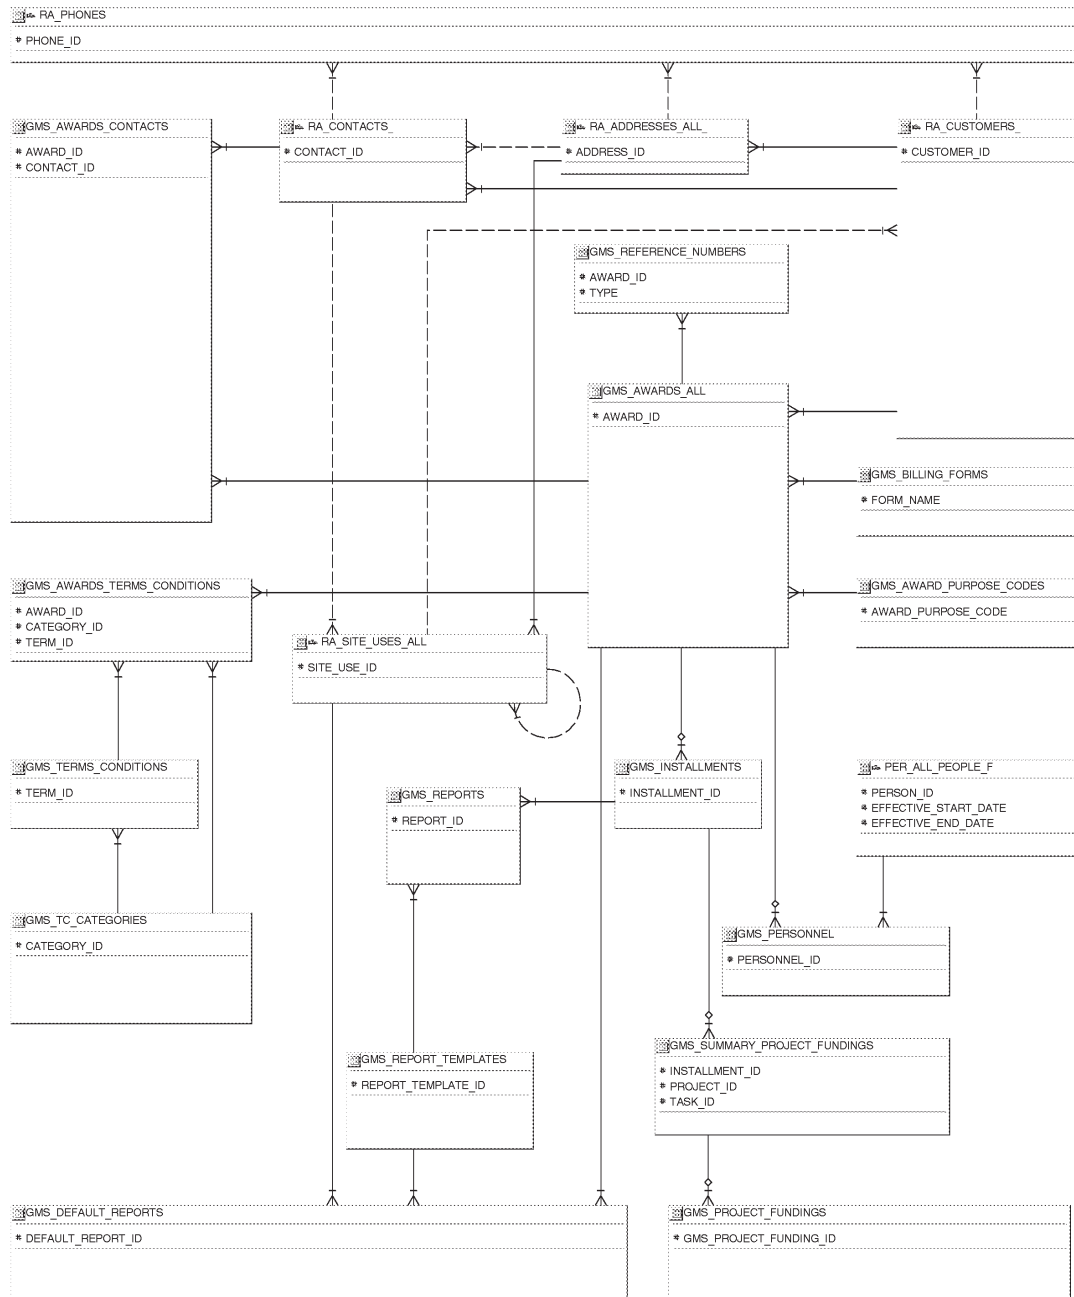 RA_PHONES
# PHONE_ID
GMS_AWARDS_CONTACTS
# AWARD_ID
# CONTACT_ID
RA_CONTACTS_
# CONTACT_ID
RA_ADDRESSES_ALL_
# ADDRESS_ID
RA_CUSTOMERS_
# CUSTOMER_ID
GMS_REFERENCE_NUMBERS
# AWARD_ID
# TYPE
GMS_AWARDS_ALL
# AWARD_ID
GMS_BILLING_FORMS
# FORM_NAME
GMS_AWARDS_TERMS_CONDITIONS
# AWARD_ID
# CATEGORY_ID
# TERM_ID
GMS_AWARD_PURPOSE_CODES
# AWARD_PURPOSE_CODE
RA_SITE_USES_ALL
# SITE_USE_ID
GMS_TERMS_CONDITIONS
# TERM_ID
GMS_REPORTS
# REPORT_ID
GMS_INSTALLMENTS
# INSTALLMENT_ID
PER_ALL_PEOPLE_F
# PERSON_ID
# EFFECTIVE_START_DATE
# EFFECTIVE_END_DATE
GMS_TC_CATEGORIES
# CATEGORY_ID
GMS_PERSONNEL
# PERSONNEL_ID
GMS_REPORT_TEMPLATES
# REPORT_TEMPLATE_ID
GMS_SUMMARY_PROJECT_FUNDINGS
# INSTALLMENT_ID
# PROJECT_ID
# TASK_ID
GMS_DEFAULT_REPORTS
# DEFAULT_REPORT_ID
GMS_PROJECT_FUNDINGS
# GMS_PROJECT_FUNDING_ID